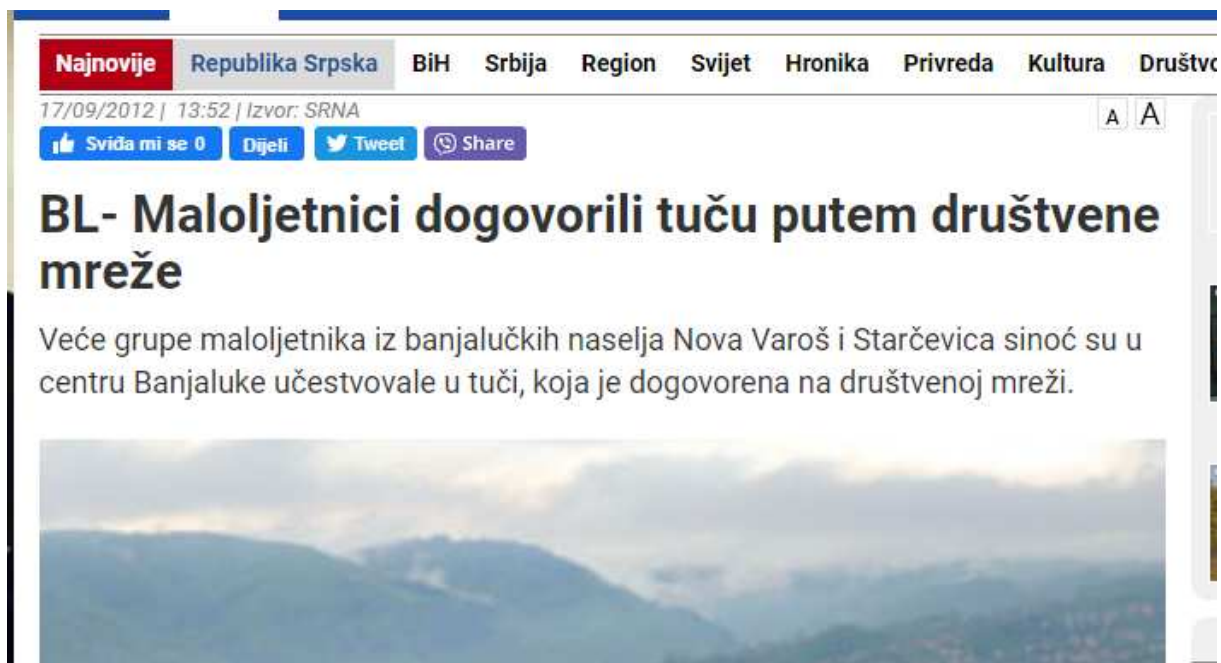 Najnovije Republika Srpska BiH Srbija Region Svijet Hronika Privreda Kultura Društvo
17/09/2012 | 13:52 | Izvor: SRNA
A A
Sviđa mi se 0 Dijeli Tweet Share
BL- Maloljetnici dogovorili tuču putem društvene
mreže
Veće grupe maloljetnika iz banjalučkih naselja Nova Varoš i Starčevica sinoć su u
centru Banjaluke učestvovale u tuči, koja je dogovorena na društvenoj mreži.